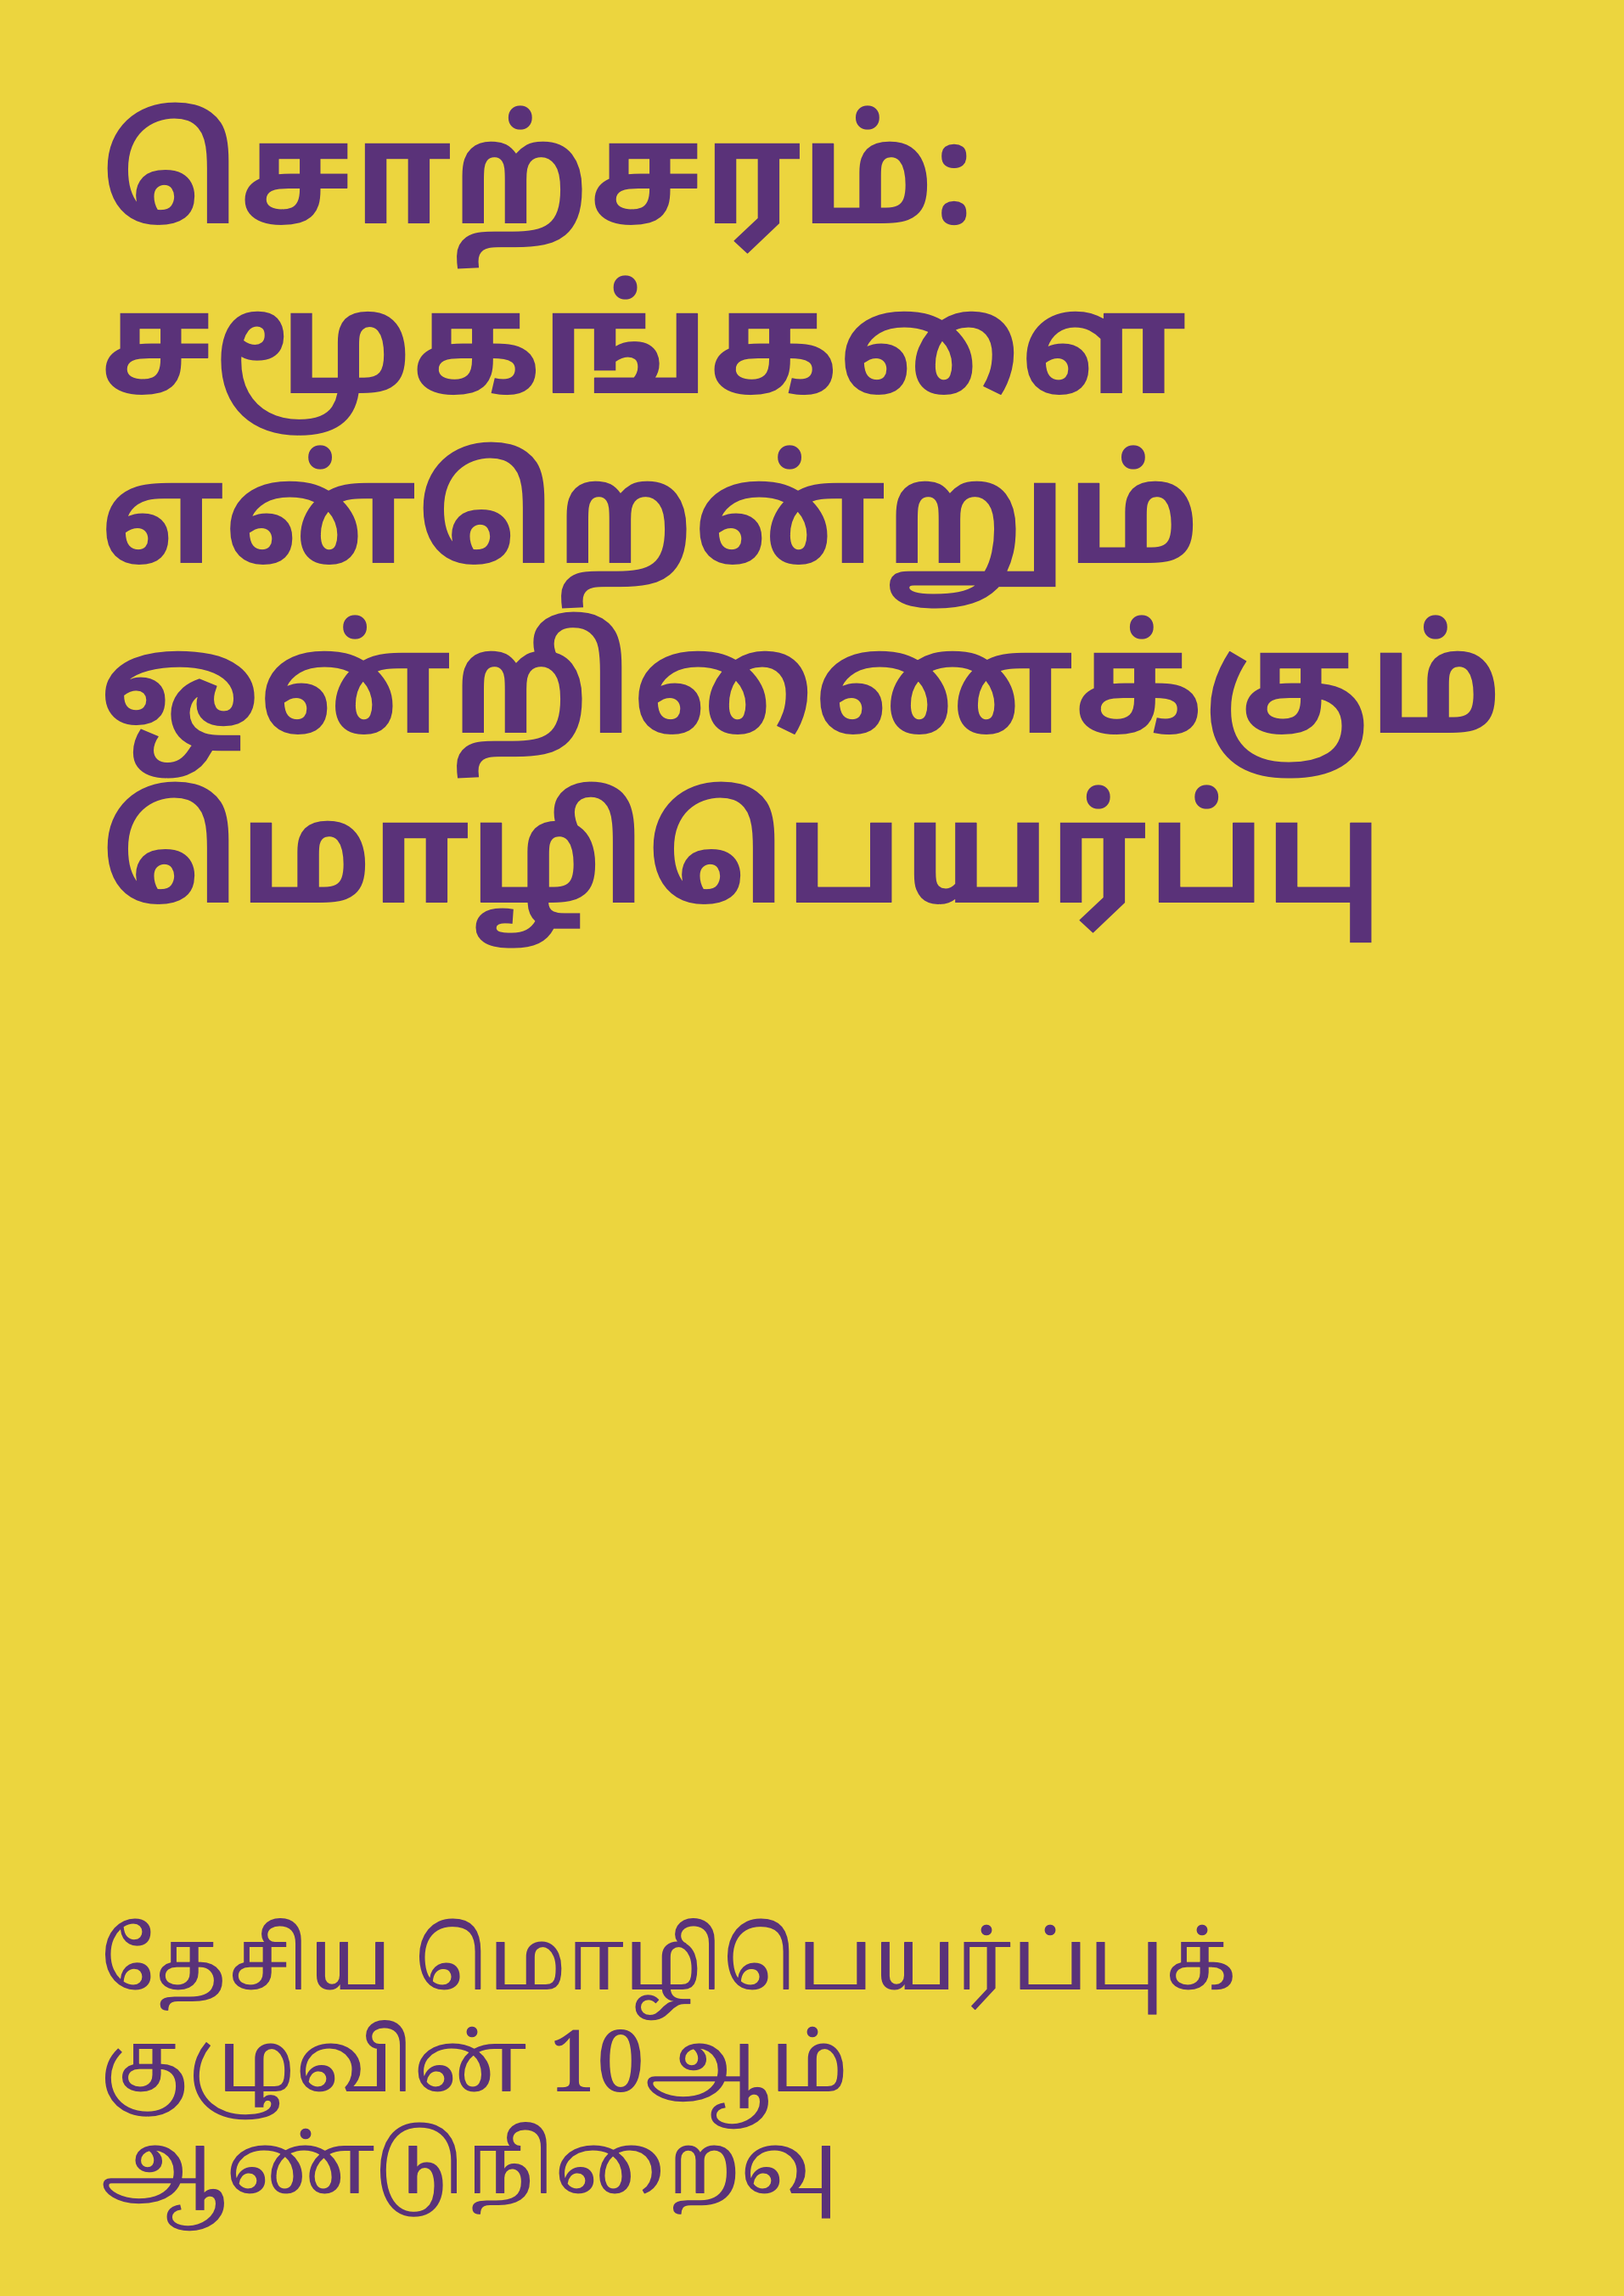 சொற்சரம்:
சமூகங்களை
என்றென்றும்
ஒன்றினைக்கும்
மொழிபெயர்ப்பு
தேசிய மொழிபெயர்ப்புக்
குழுவின் 10ஆம்
ஆண்டுநிறைவு